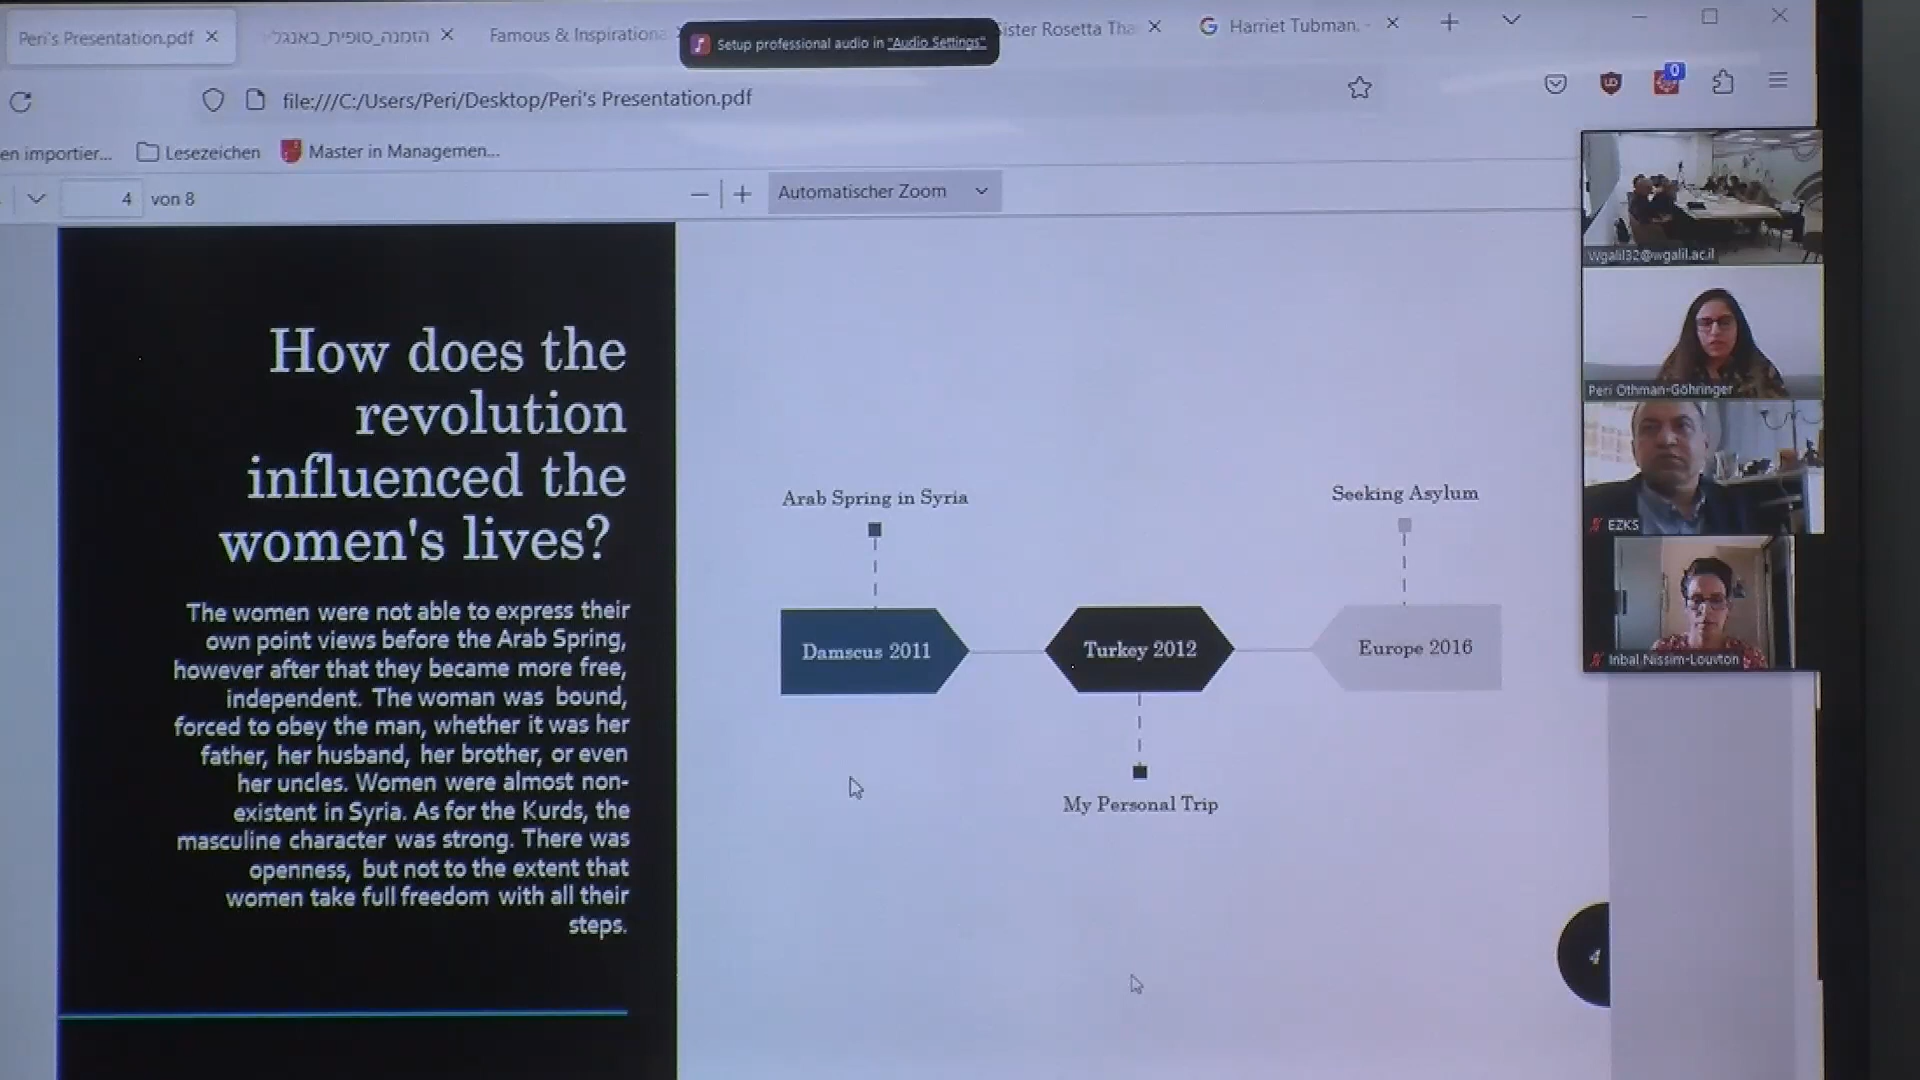 Peri's Presentation.pdf
הזמנה_סופית_באנגלי
Famous & Inspirationa
Setup professional audio in "Audio Settings"
ister Rosetta Tha
Harriet Tubman. -
file:///C:/Users/Peri/Desktop/Peri's Presentation.pdf
0
en importier...
Lesezeichen
Master in Managemen...
4 von 8
Automatischer Zoom
How does the
revolution
influenced the
women's lives?
The women were not able to express their
own point views before the Arab Spring,
however after that they became more free,
independent. The woman was bound,
forced to obey the man, whether it was her
father, her husband, her brother, or even
her uncles. Women were almost non-
existent in Syria. As for the Kurds, the
masculine character was strong. There was
openness, but not to the extent that
women take full freedom with all their
steps.
Arab Spring in Syria
Seeking Asylum
Damscus 2011
Turkey 2012
Europe 2016
My Personal Trip
4
Wgalil32@wgalil.ac.il
Peri Othman-Göhringer
EZKS
Inbal Nissim-Louvton